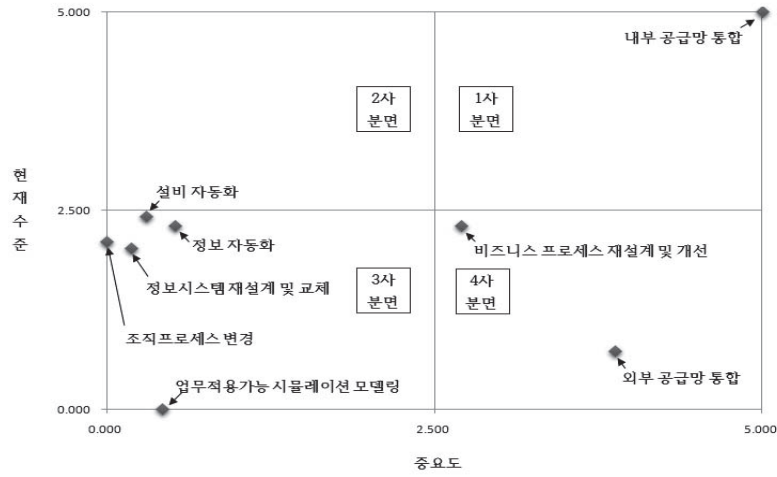 5.000
내부 공급망 통합
2사
분면
1사
분면
현
재
수
준
설비 자동화
2.500
정보 자동화
비즈니스 프로세스 재설계 및 개선
정보시스템 재설계 및 교체
3사
분면
4사
분면
조직프로세스 변경
외부 공급망 통합
업무적용가능 시뮬레이션 모델링
0.000
0.000
2.500
5.000
중요도